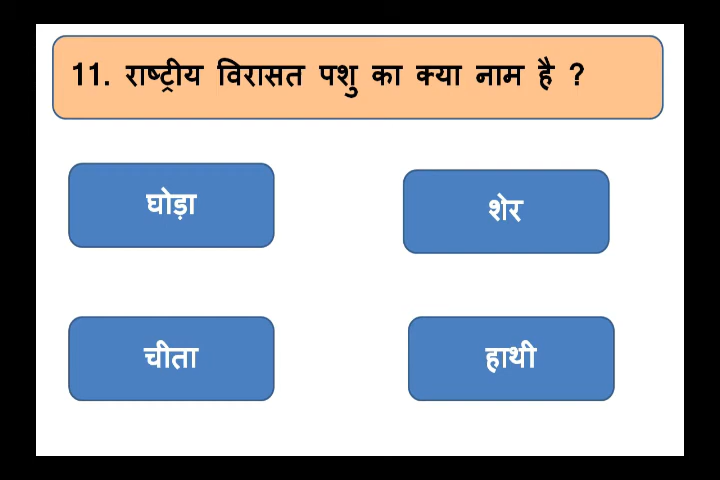 11. राष्ट्रीय विरासत पशु का क्या नाम है ?
घोड़ा
शेर
चीता
हाथी